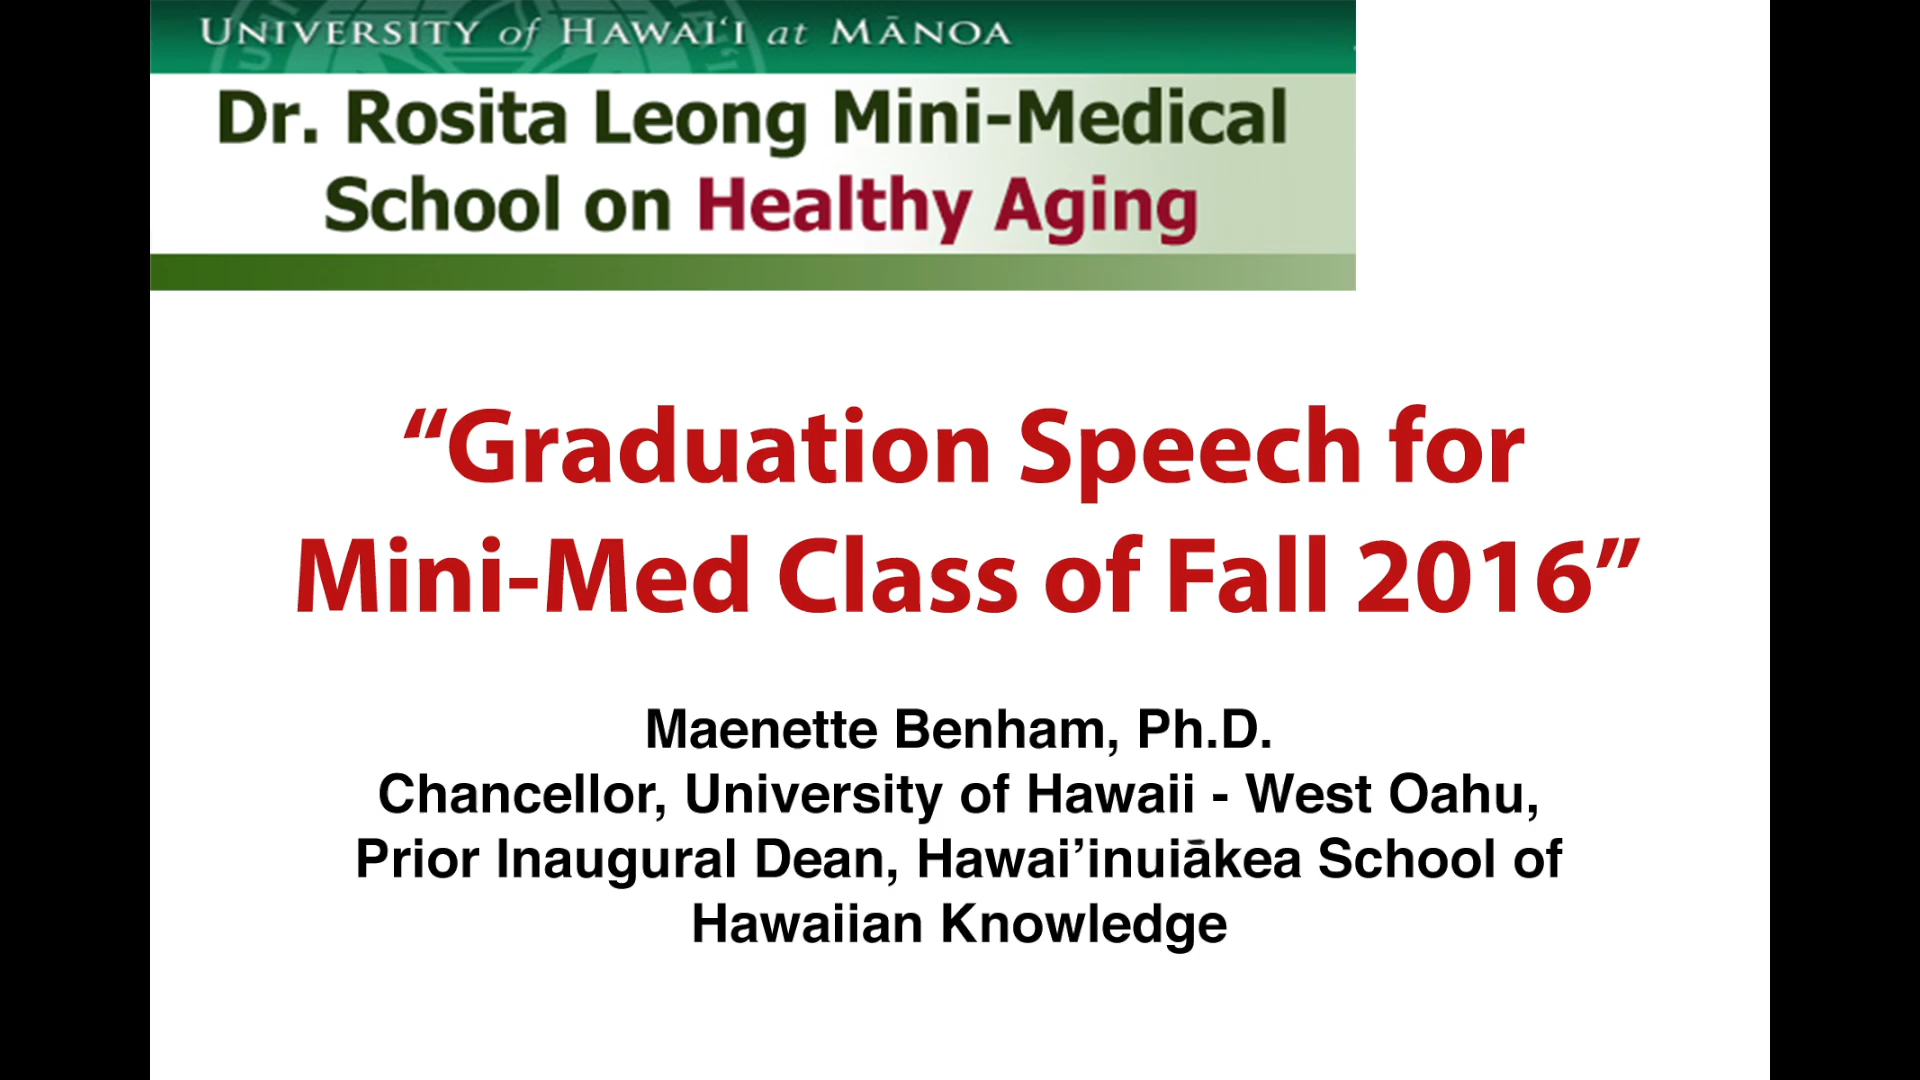 UNIVERSITY of HAWAIʻI at MĀNOA
Dr. Rosita Leong Mini-Medical
School on Healthy Aging
“Graduation Speech for
Mini-Med Class of Fall 2016”
Maenette Benham, Ph.D.
Chancellor, University of Hawaii - West Oahu,
Prior Inaugural Dean, Hawai’inuiākea School of
Hawaiian Knowledge